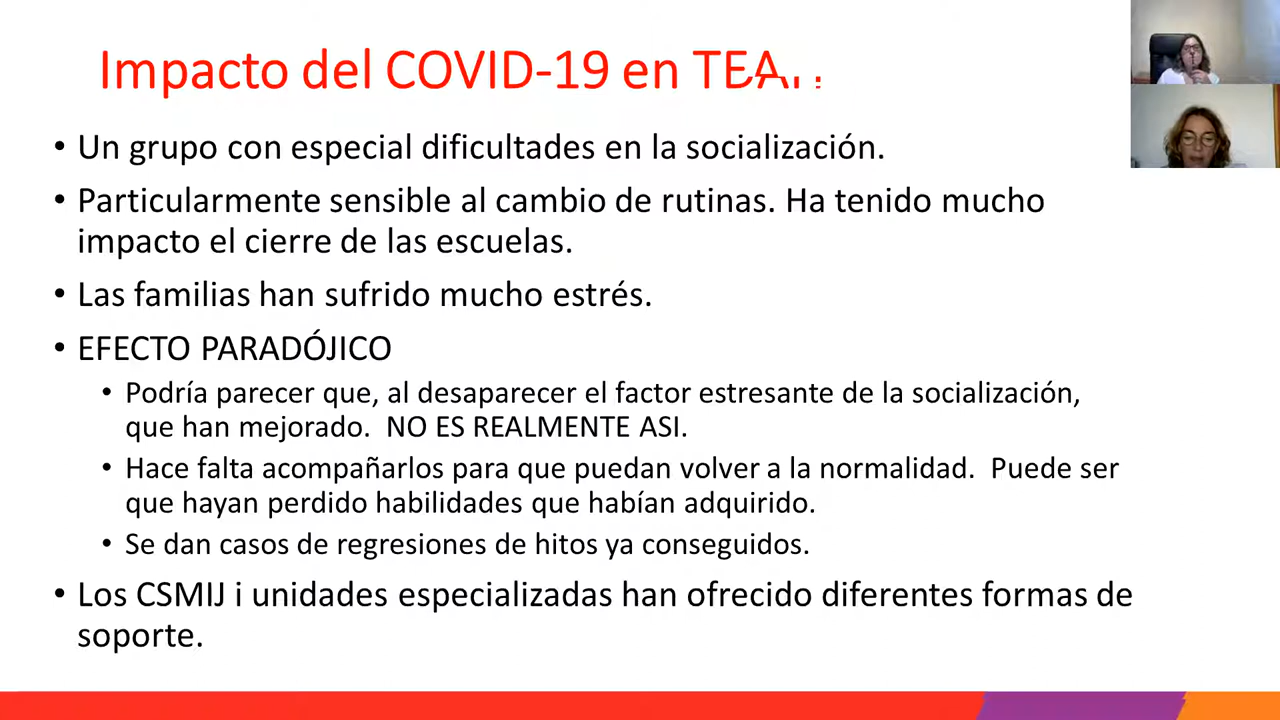 Impacto del COVID-19 en TEA
• Un grupo con especial dificultades en la socialización.
• Particularmente sensible al cambio de rutinas. Ha tenido mucho
impacto el cierre de las escuelas.
• Las familias han sufrido mucho estrés.
• EFECTO PARADÓJICO
• Podría parecer que, al desaparecer el factor estresante de la socialización,
que han mejorado. NO ES REALMENTE ASI.
• Hace falta acompañarlos para que puedan volver a la normalidad. Puede ser
que hayan perdido habilidades que habían adquirido.
• Se dan casos de regresiones de hitos ya conseguidos.
• Los CSMIJ i unidades especializadas han ofrecido diferentes formas de
soporte.